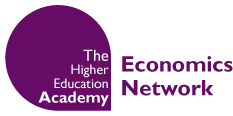 The
Higher
Education
Academy
Economics
Network